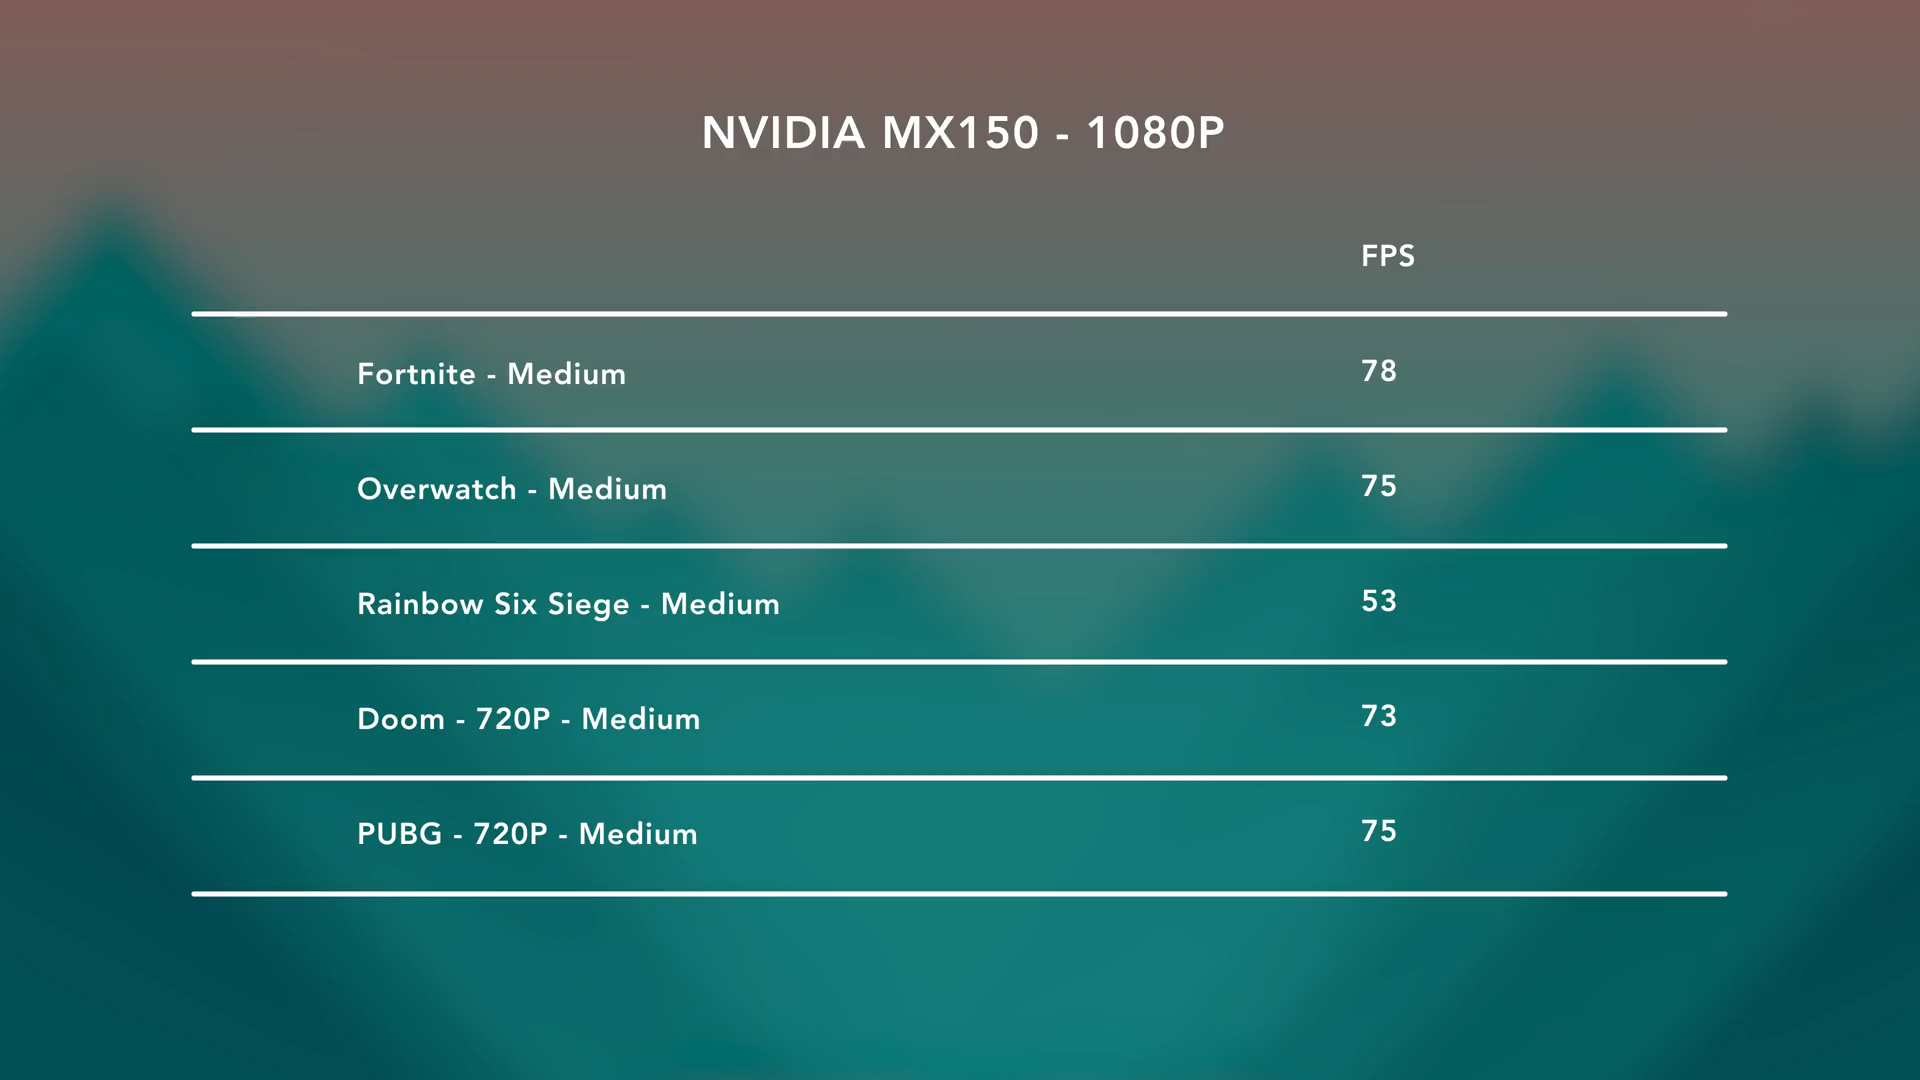 NVIDIA MX150 - 1080P
FPS
Fortnite - Medium 78
Overwatch - Medium 75
Rainbow Six Siege - Medium 53
Doom - 720P - Medium 73
PUBG - 720P - Medium 75